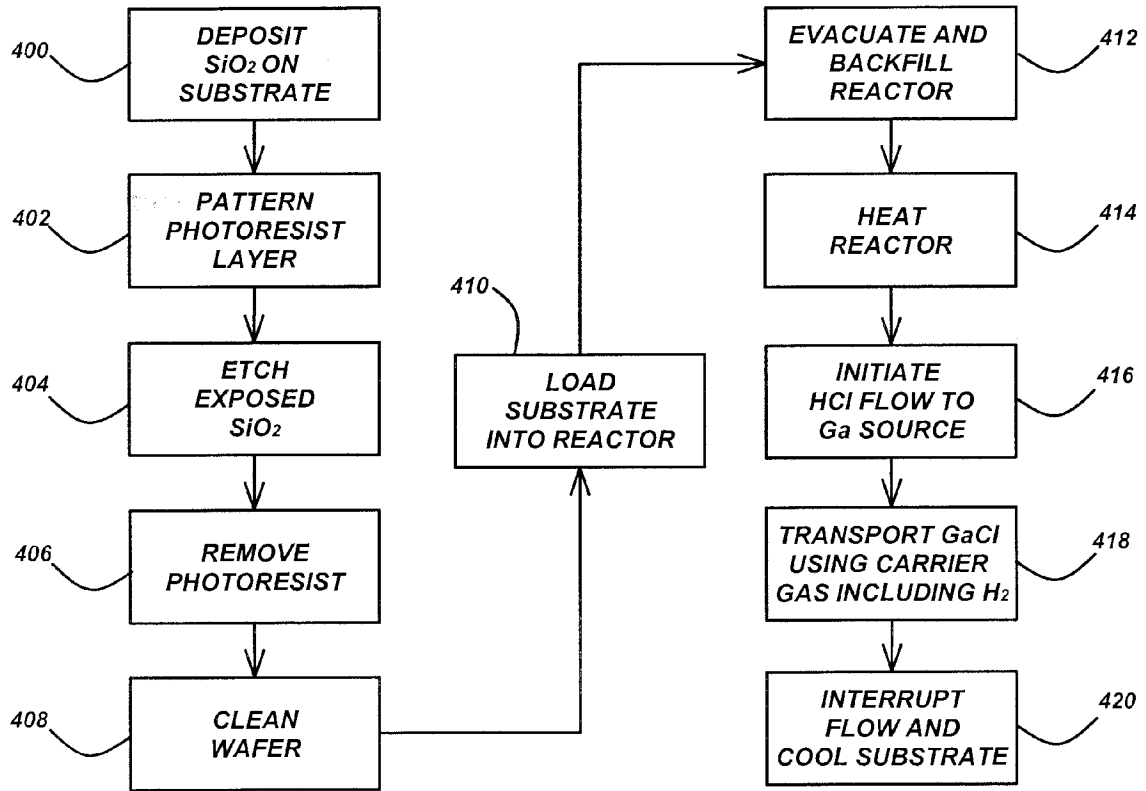 400
DEPOSIT
SiO2 ON
SUBSTRATE
402
PATTERN
PHOTORESIST
LAYER
404
ETCH
EXPOSED
SiO2
406
REMOVE
PHOTORESIST
408
CLEAN
WAFER
410
LOAD
SUBSTRATE
INTO REACTOR
412
EVACUATE AND
BACKFILL
REACTOR
414
HEAT
REACTOR
416
INITIATE
HCl FLOW TO
Ga SOURCE
418
TRANSPORT GaCl
USING CARRIER
GAS INCLUDING H2
420
INTERRUPT
FLOW AND
COOL SUBSTRATE